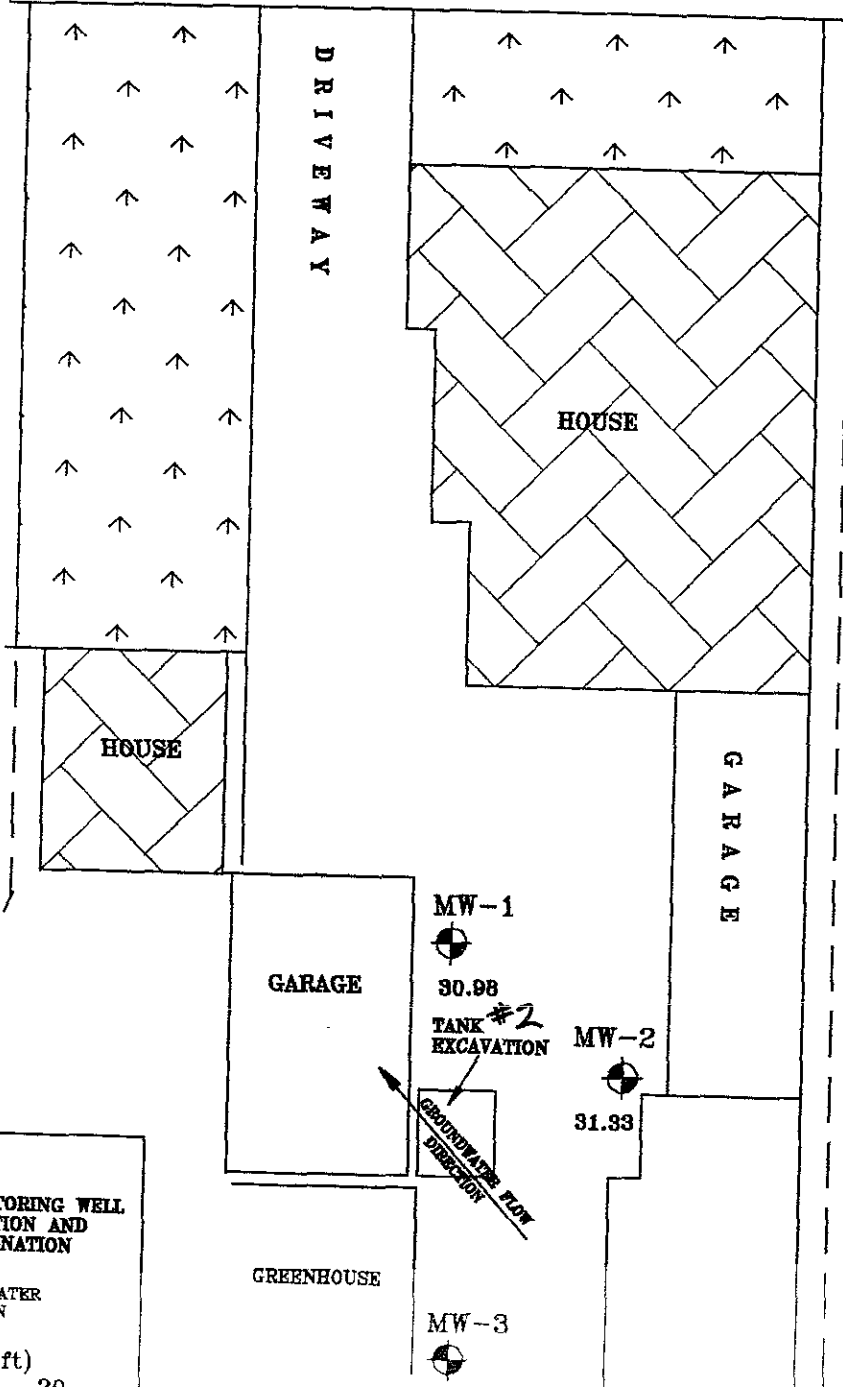 DRIVEWAY
HOUSE
HOUSE
GARAGE
MW-1
30.98
GARAGE
TANK #2
EXCAVATION
MW-2
31.33
GROUNDWATER FLOW
DIRECTION
TORING WELL
TION AND
NATION
ATER
N
ft)
20
GREENHOUSE
MW-3